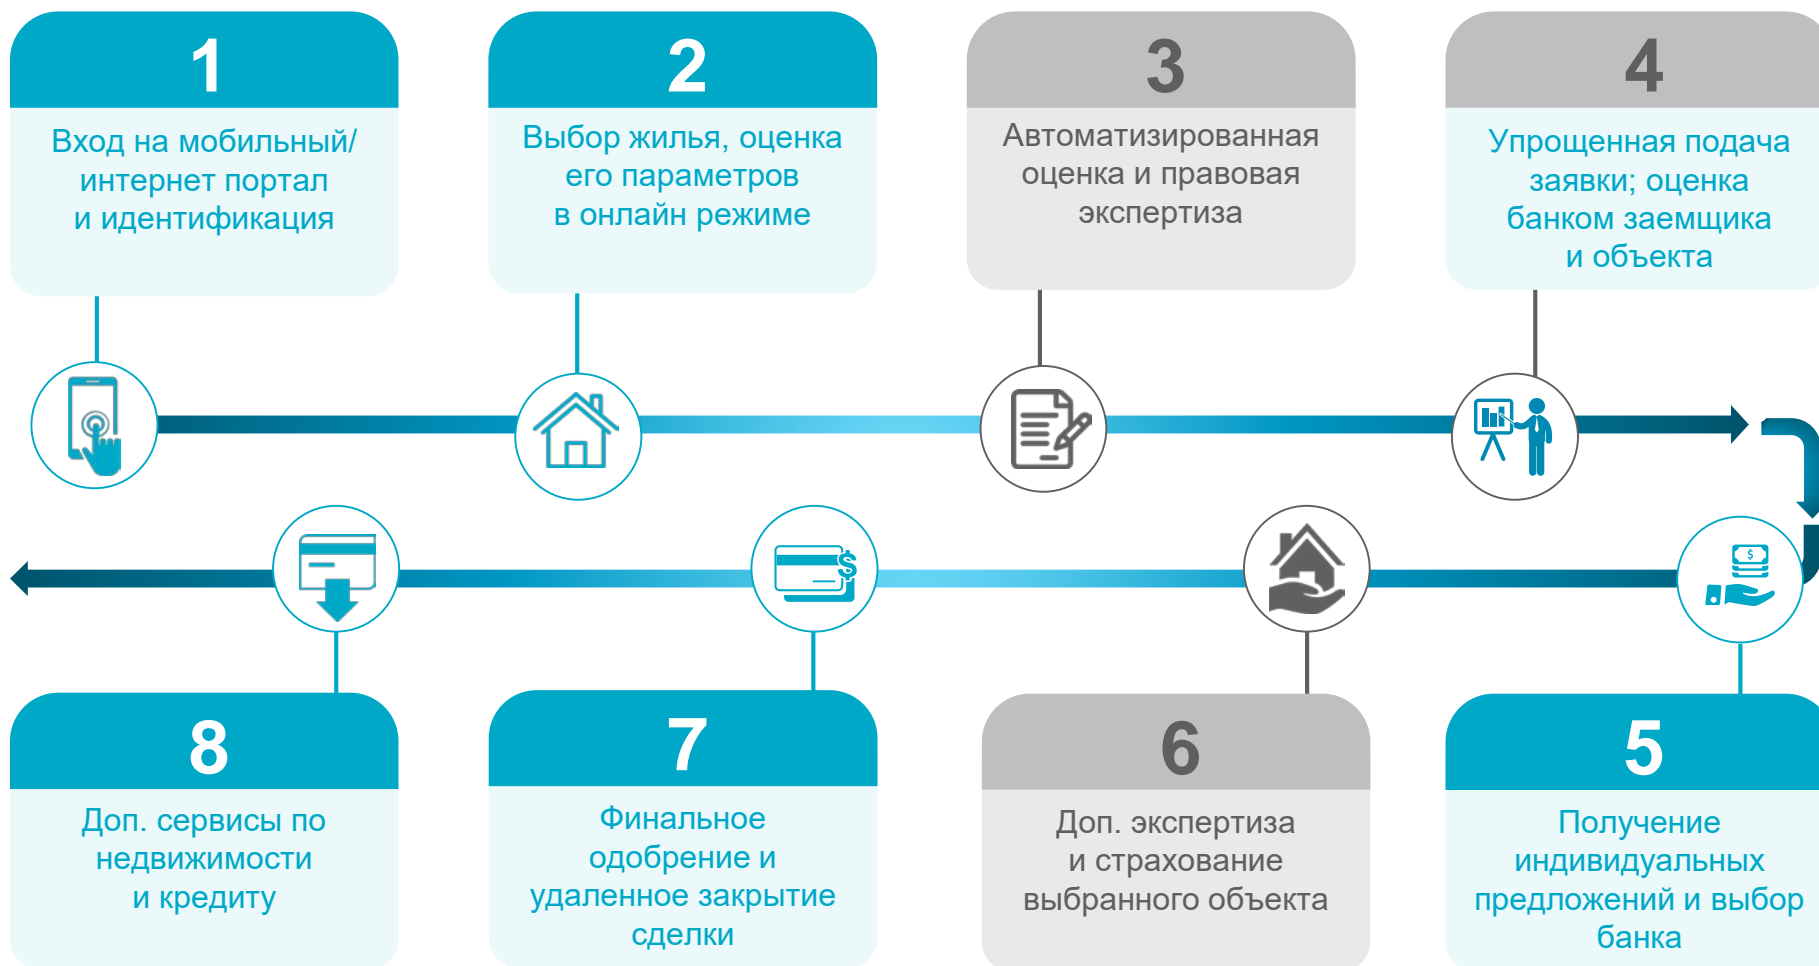 1
Вход на мобильный/
интернет портал
и идентификация
2
Выбор жилья, оценка
его параметров
в онлайн режиме
3
Автоматизированная
оценка и правовая
экспертиза
4
Упрощенная подача
заявки; оценка
банком заемщика
и объекта
$
$
8
Доп. сервисы по
недвижимости
и кредиту
7
Финальное
одобрение и
удаленное закрытие
сделки
6
Доп. экспертиза
и страхование
выбранного объекта
5
Получение
индивидуальных
предложений и выбор
банка